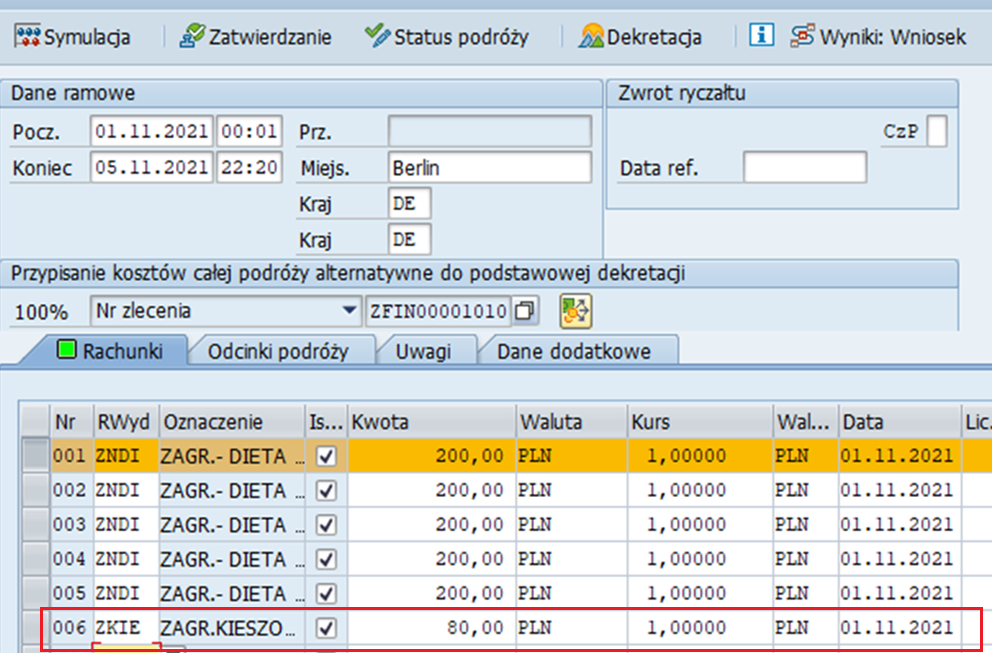 Symulacja Zatwierdzanie Status podróży Dekretacja Wyniki: Wniosek
Dane ramowe
Pocz. 01.11.2021 00:01 Prz.
Koniec 05.11.2021 22:20 Miejs. Berlin
Kraj DE
Kraj DE
Zwrot ryczałtu
CzP
Data ref.
Przypisanie kosztów całej podróży alternatywne do podstawowej dekretacji
100% Nr zlecenia ZFIN00001010
Rachunki Odcinki podróży Uwagi Dane dodatkowe
Nr RWyd Oznaczenie Is... Kwota Waluta Kurs Wal... Data Lic.
001 ZNDI ZAGR.- DIETA ... 200,00 PLN 1,00000 PLN 01.11.2021
002 ZNDI ZAGR.- DIETA ... 200,00 PLN 1,00000 PLN 01.11.2021
003 ZNDI ZAGR.- DIETA ... 200,00 PLN 1,00000 PLN 01.11.2021
004 ZNDI ZAGR.- DIETA ... 200,00 PLN 1,00000 PLN 01.11.2021
005 ZNDI ZAGR.- DIETA ... 200,00 PLN 1,00000 PLN 01.11.2021
006 ZKIE ZAGR.KIESZO... 80,00 PLN 1,00000 PLN 01.11.2021